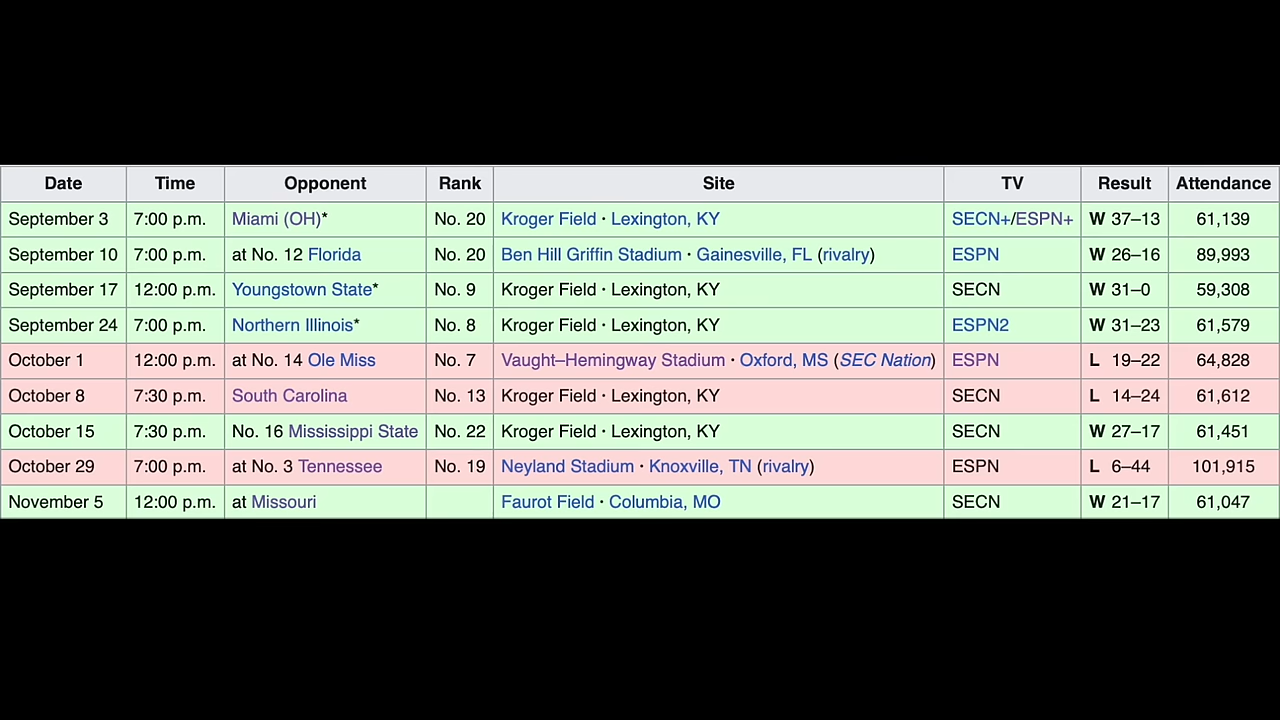 Date Time Opponent Rank Site TV Result Attendance
September 3 7:00 p.m. Miami (OH)* No. 20 Kroger Field · Lexington, KY SECN+/ESPN+ W 37–13 61,139
September 10 7:00 p.m. at No. 12 Florida No. 20 Ben Hill Griffin Stadium · Gainesville, FL (rivalry) ESPN W 26–16 89,993
September 17 12:00 p.m. Youngstown State* No. 9 Kroger Field · Lexington, KY SECN W 31–0 59,308
September 24 7:00 p.m. Northern Illinois* No. 8 Kroger Field · Lexington, KY ESPN2 W 31–23 61,579
October 1 12:00 p.m. at No. 14 Ole Miss No. 7 Vaught–Hemingway Stadium · Oxford, MS (SEC Nation) ESPN L 19–22 64,828
October 8 7:30 p.m. South Carolina No. 13 Kroger Field · Lexington, KY SECN L 14–24 61,612
October 15 7:30 p.m. No. 16 Mississippi State No. 22 Kroger Field · Lexington, KY SECN W 27–17 61,451
October 29 7:00 p.m. at No. 3 Tennessee No. 19 Neyland Stadium · Knoxville, TN (rivalry) ESPN L 6–44 101,915
November 5 12:00 p.m. at Missouri Faurot Field · Columbia, MO SECN W 21–17 61,047